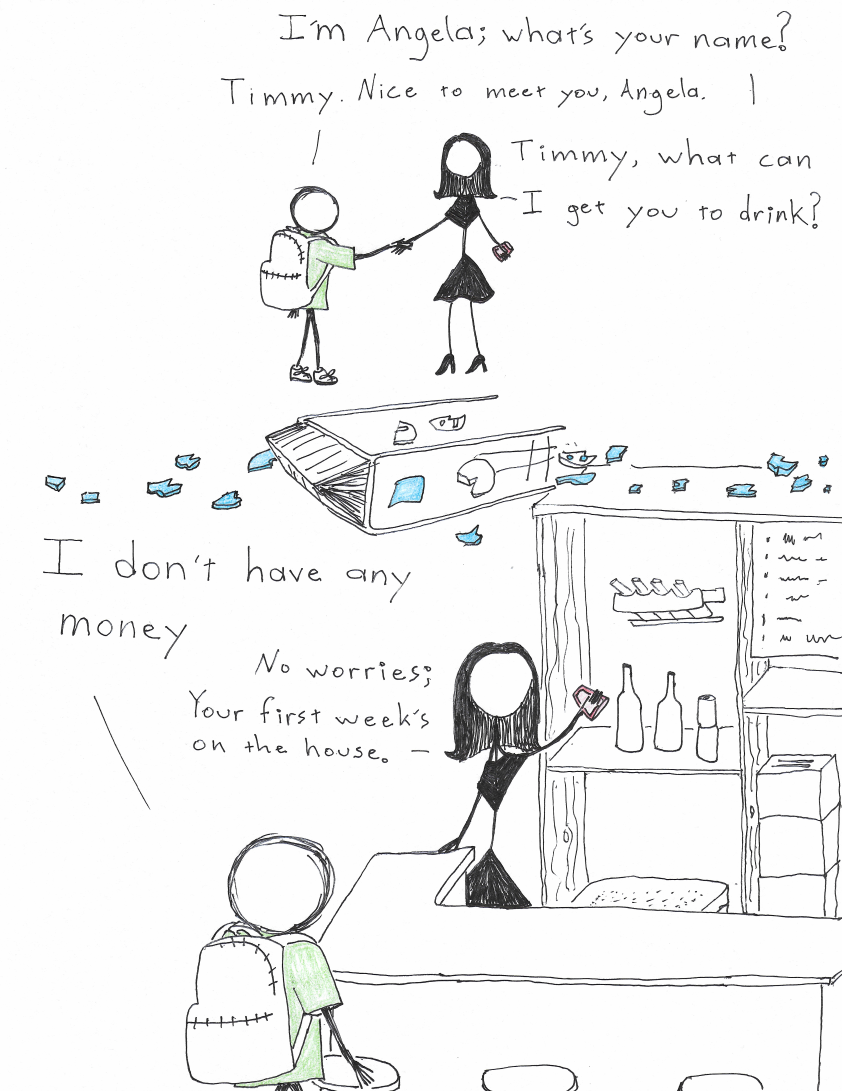 I'm Angela; what's your name?
Timmy. Nice to meet you, Angela.
Timmy, what can
I get you to drink?
I don't have any
money
No worries;
Your first week's
on the house.